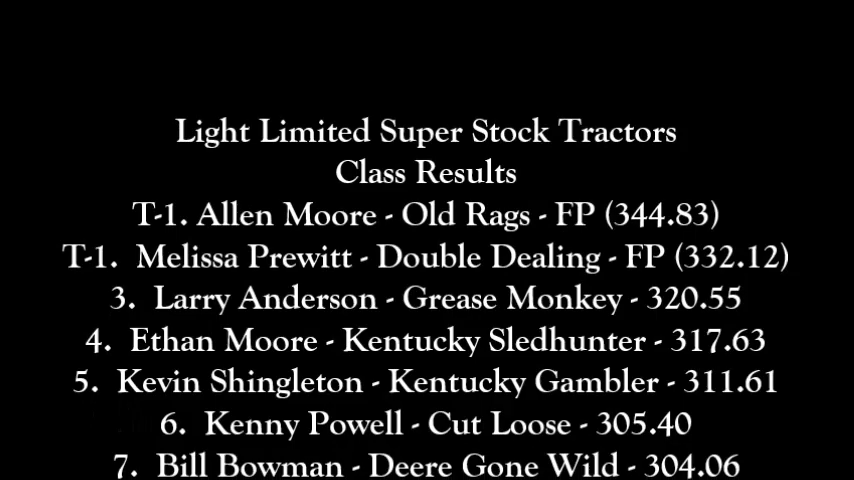 Light Limited Super Stock Tractors
Class Results
T-1. Allen Moore - Old Rags - FP (344.83)
T-1. Melissa Prewitt - Double Dealing - FP (332.12)
3. Larry Anderson - Grease Monkey - 320.55
4. Ethan Moore - Kentucky Sledhunter - 317.63
5. Kevin Shingleton - Kentucky Gambler - 311.61
6. Kenny Powell - Cut Loose - 305.40
7. Bill Bowman - Deere Gone Wild - 304.06